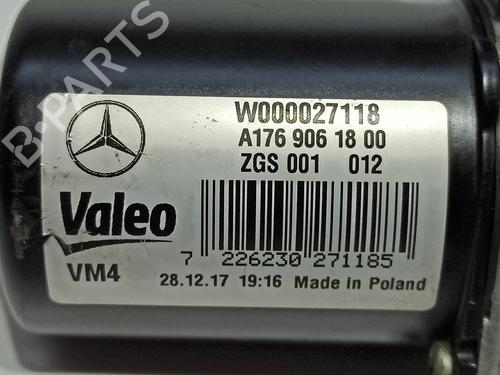 B-PARTS
W000027118
A176 906 18 00
ZGS 001 012
Valeo
VM4
7 226230 271185
28.12.17 19:16 Made in Poland